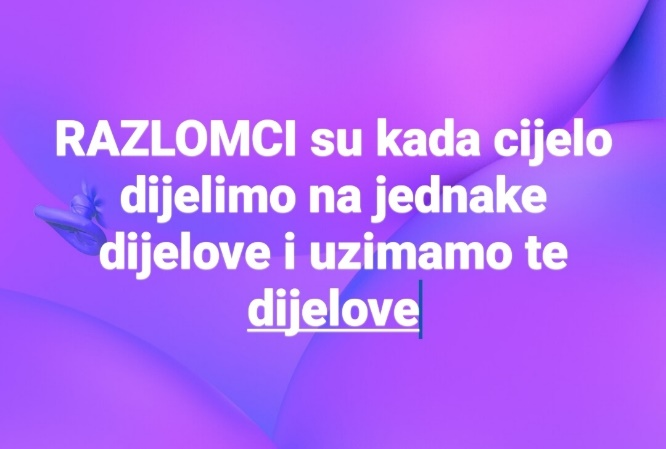 RAZLOMCI su kada cijelo
dijelimo na jednake
dijelove i uzimamo te
dijelove